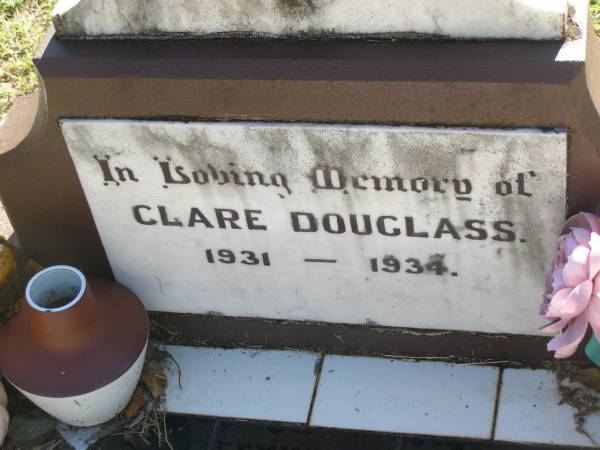 In Loving Memory of
CLARE DOUGLASS.
1931 — 1934.